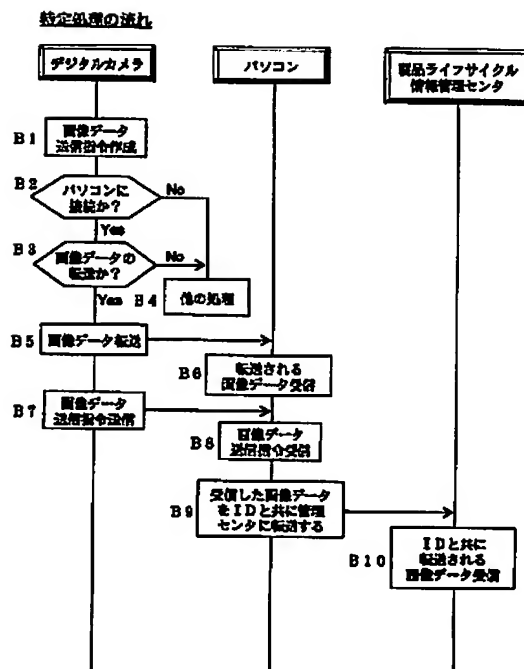 特定処理の流れ
デジタルカメラ
パソコン
製品ライフサイクル
情報管理センタ
B1
画像データ
送信指令作成
B2
パソコンに
接続か?
No
Yes
B3
画像データの
転送か?
No
Yes
B4
他の処理
B5
画像データ転送
B6
転送される
画像データ受信
B7
画像データ
送信指令送信
B8
画像データ
送信指令受信
B9
受信した画像データ
をIDと共に管理
センタに転送する
B10
IDと共に
転送される
画像データ受信